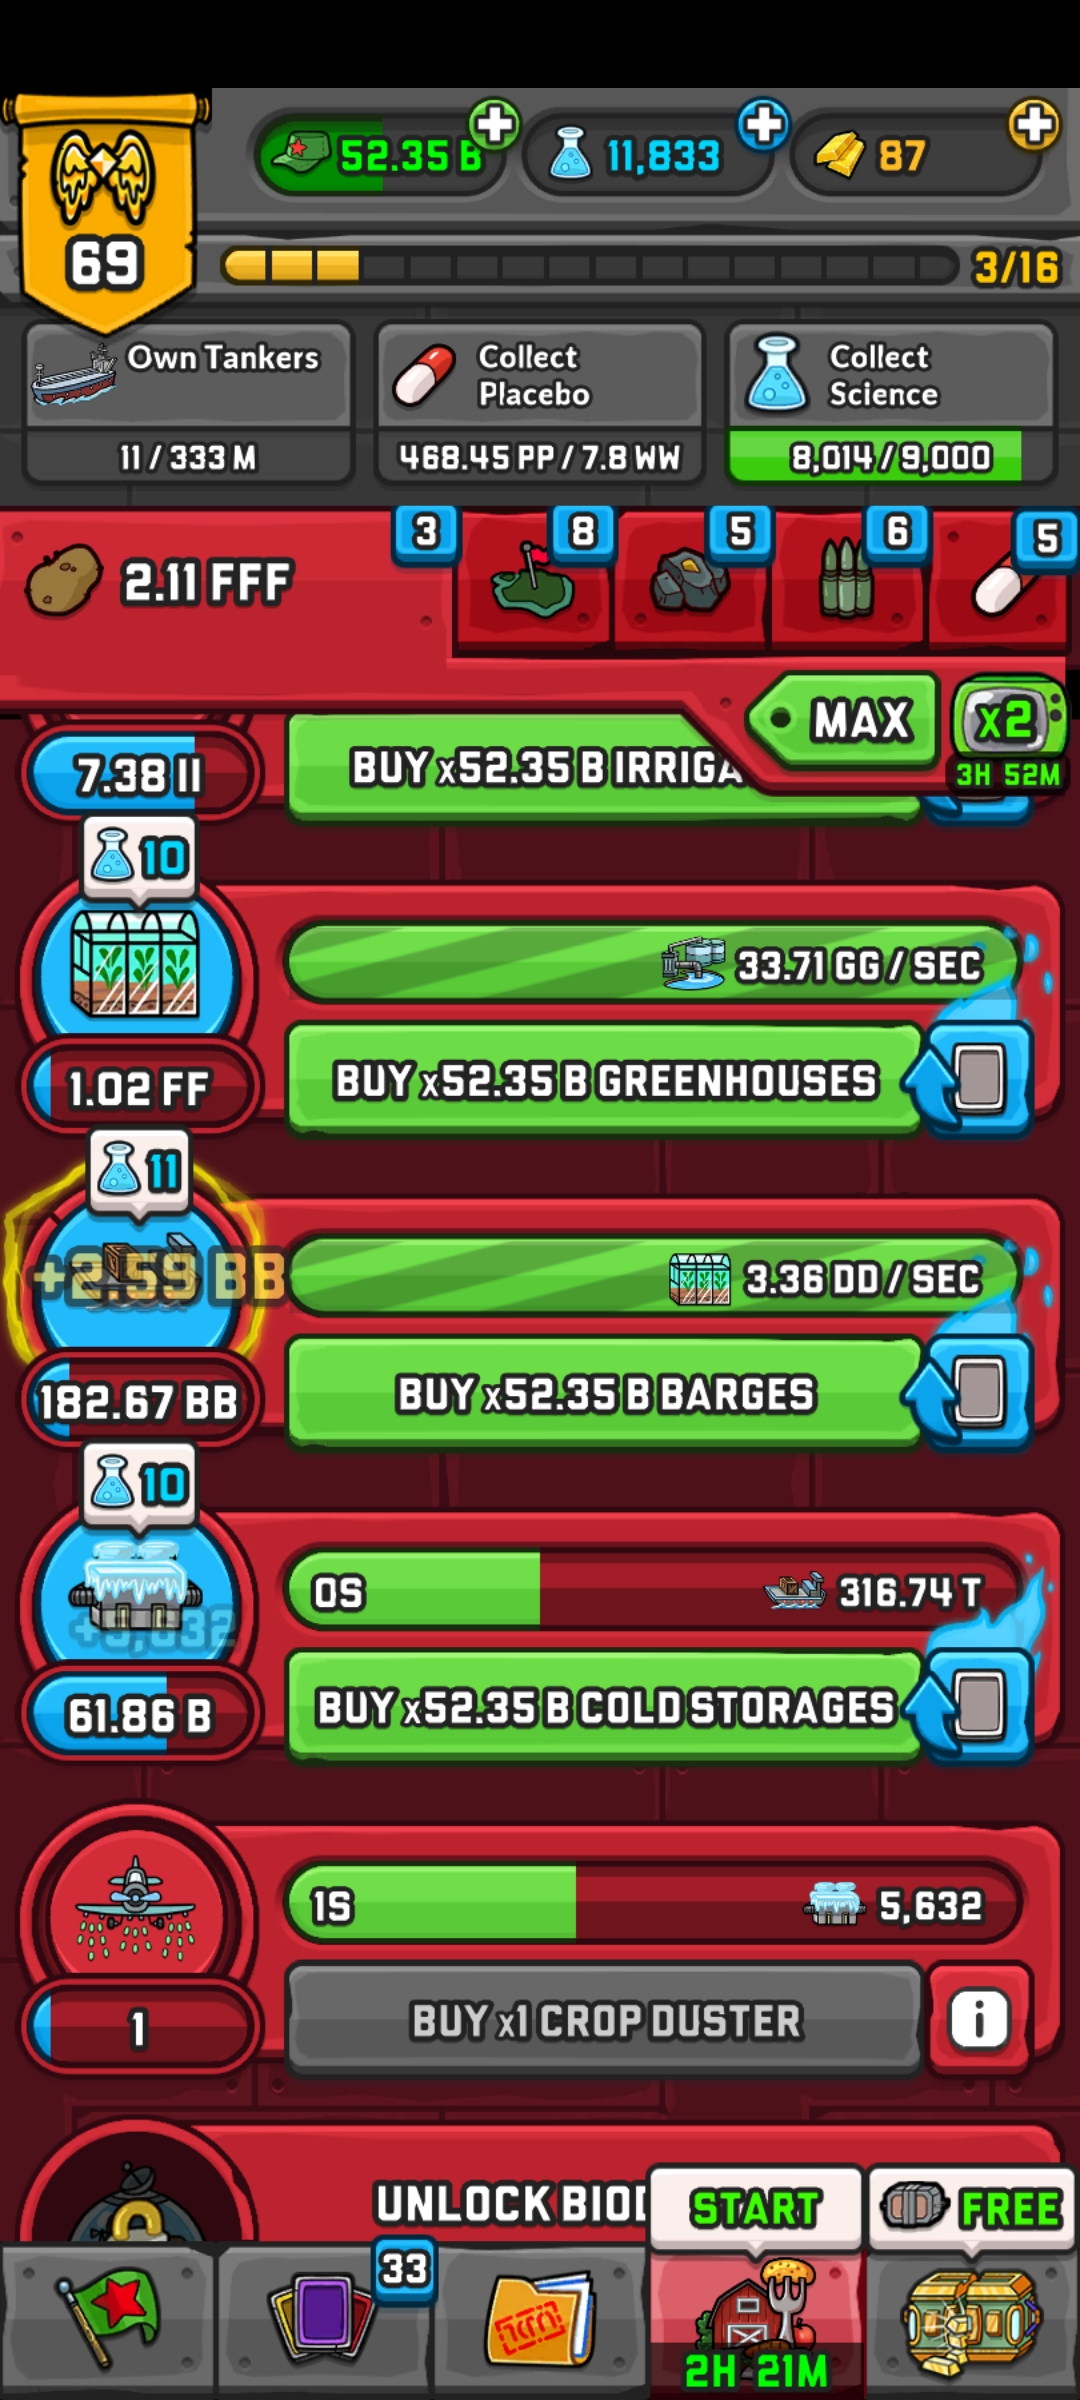 52.35 B
11,833
87
69
3/16
Own Tankers
11 / 333 M
Collect
Placebo
468.45 PP / 7.8 WW
Collect
Science
8,014 / 9,000
2.11 FFF
3
8
5
6
5
MAX
x2
3H 52M
7.38 II
BUY x52.35 B IRRIGA
10
33.71 GG / SEC
1.02 FF
BUY x52.35 B GREENHOUSES
11
+2.59 BB
3.36 DD / SEC
182.67 BB
BUY x52.35 B BARGES
10
0S
316.74 T
+5,632
61.86 B
BUY x52.35 B COLD STORAGES
1S
5,632
1
BUY x1 CROP DUSTER
i
UNLOCK BIOD
START
FREE
33
2H 21M